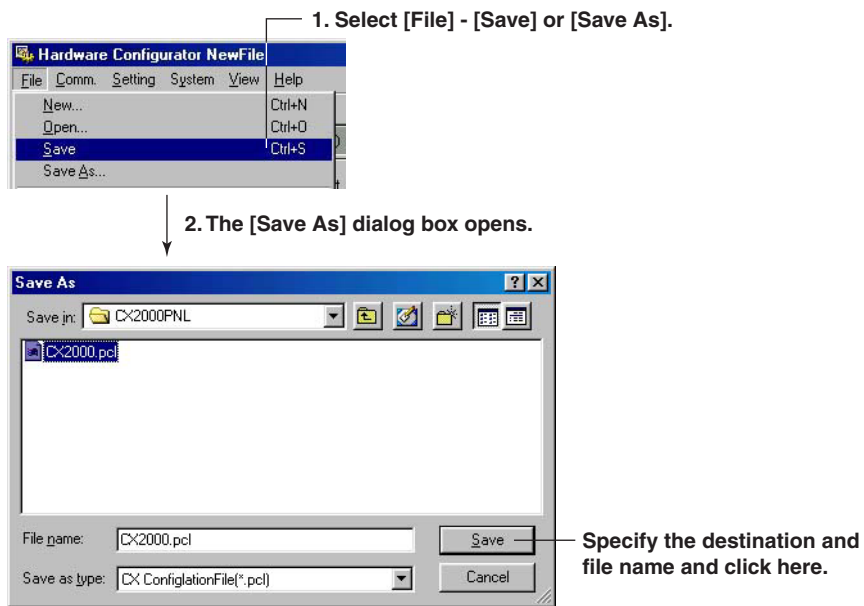 1. Select [File] - [Save] or [Save As].
Hardware Configurator NewFile
File Comm. Setting System View Help
New... Ctrl+N
Open... Ctrl+O
Save Ctrl+S
Save As...
2. The [Save As] dialog box opens.
Save As
Save in: CX2000PNL
CX2000.pcl
File name: CX2000.pcl Save
Specify the destination and
file name and click here.
Save as type: CX ConfiglationFile(*.pcl) Cancel